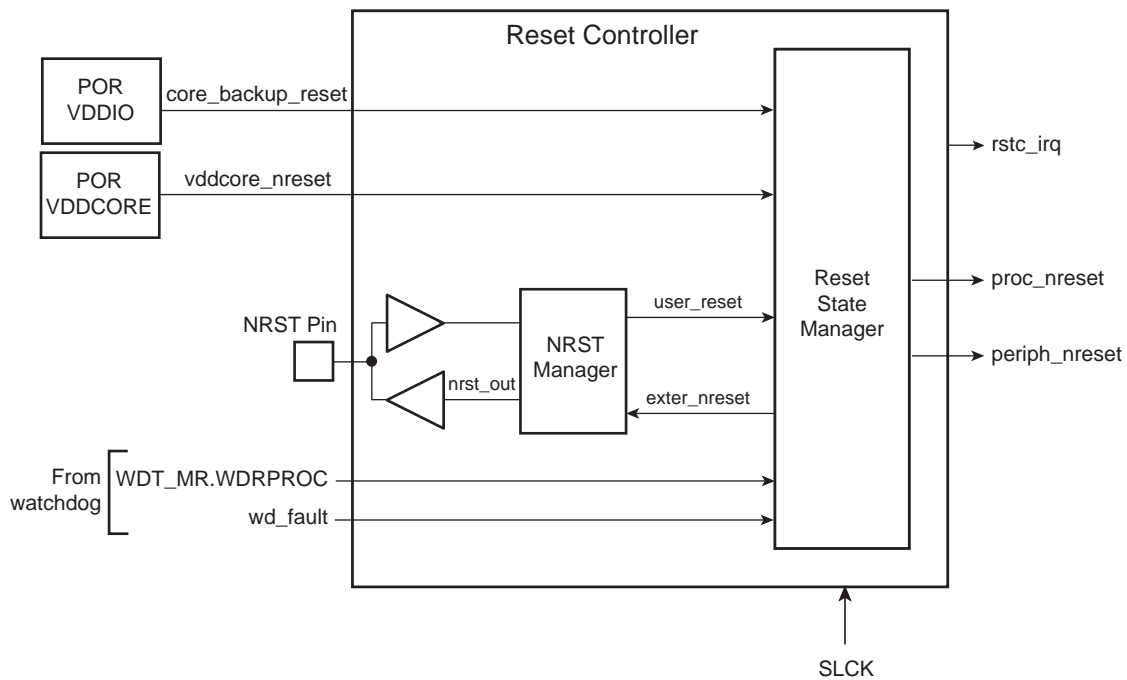 Reset Controller
POR
VDDIO
core_backup_reset
rstc_irq
POR
VDDCORE
vddcore_nreset
Reset
State
Manager
proc_nreset
periph_nreset
NRST Pin
NRST
Manager
user_reset
nrst_out
exter_nreset
From
watchdog
WDT_MR.WDRPROC
wd_fault
SLCK